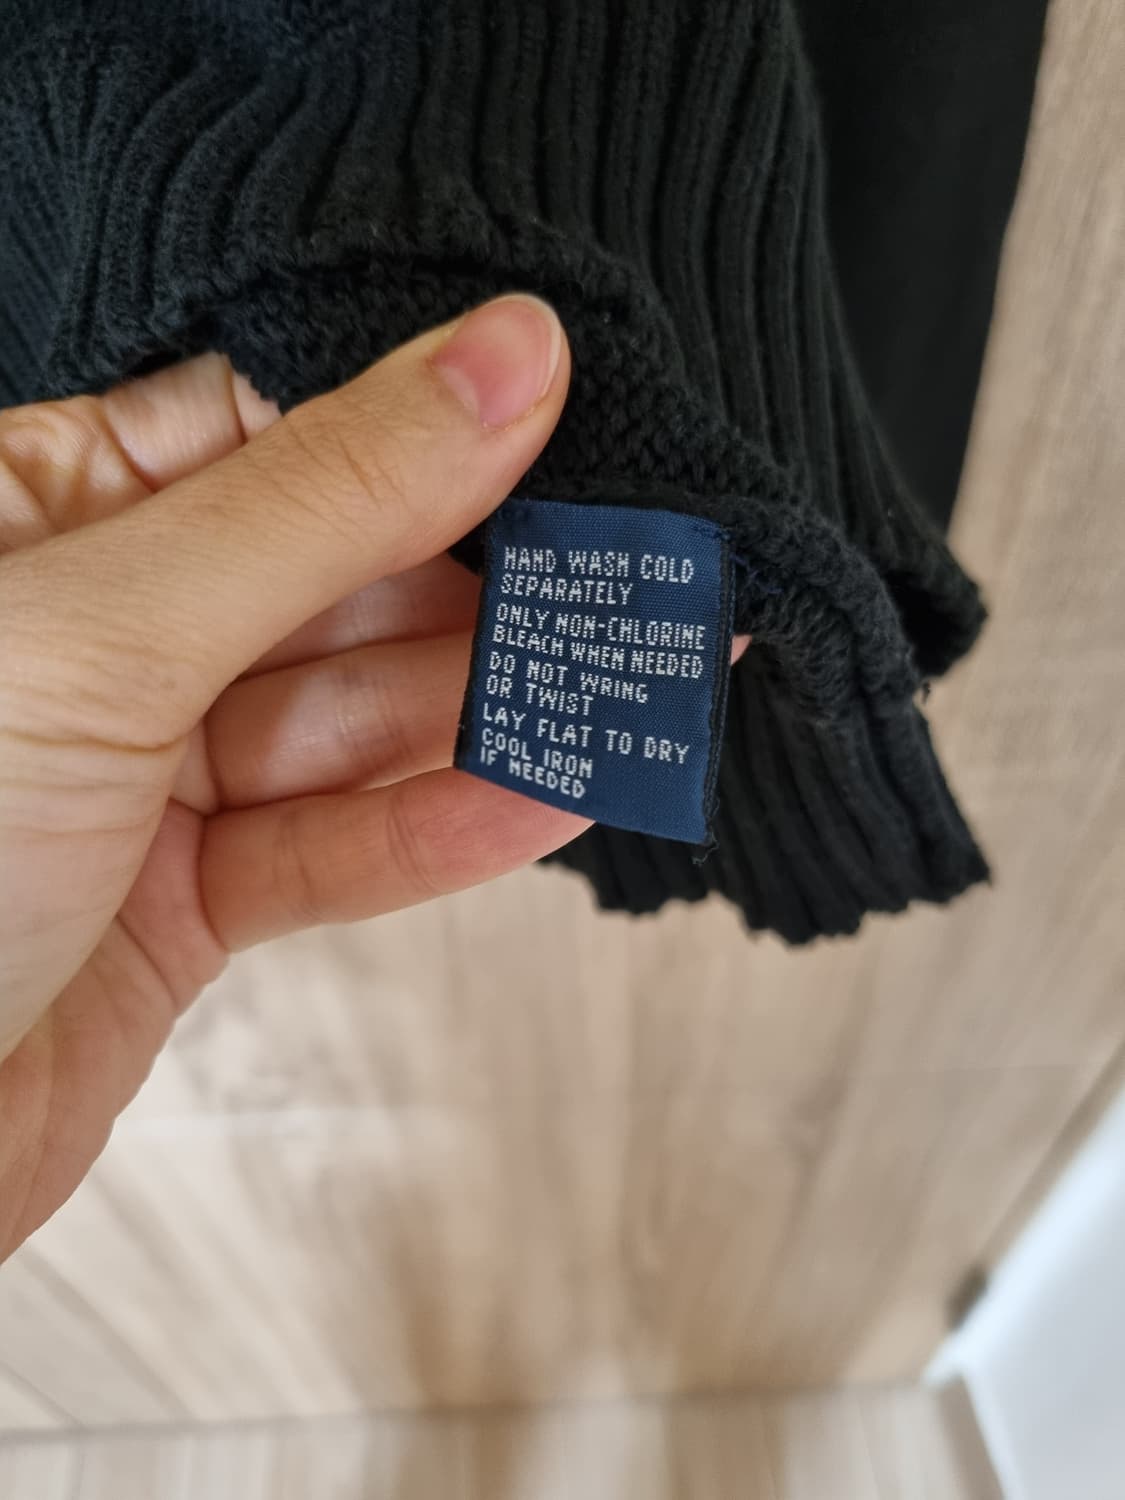 HAND WASH COLD
SEPARATELY
ONLY NON-CHLORINE
BLEACH WHEN NEEDED
DO NOT WRING
OR TWIST
LAY FLAT TO DRY
COOL IRON
IF NEEDED